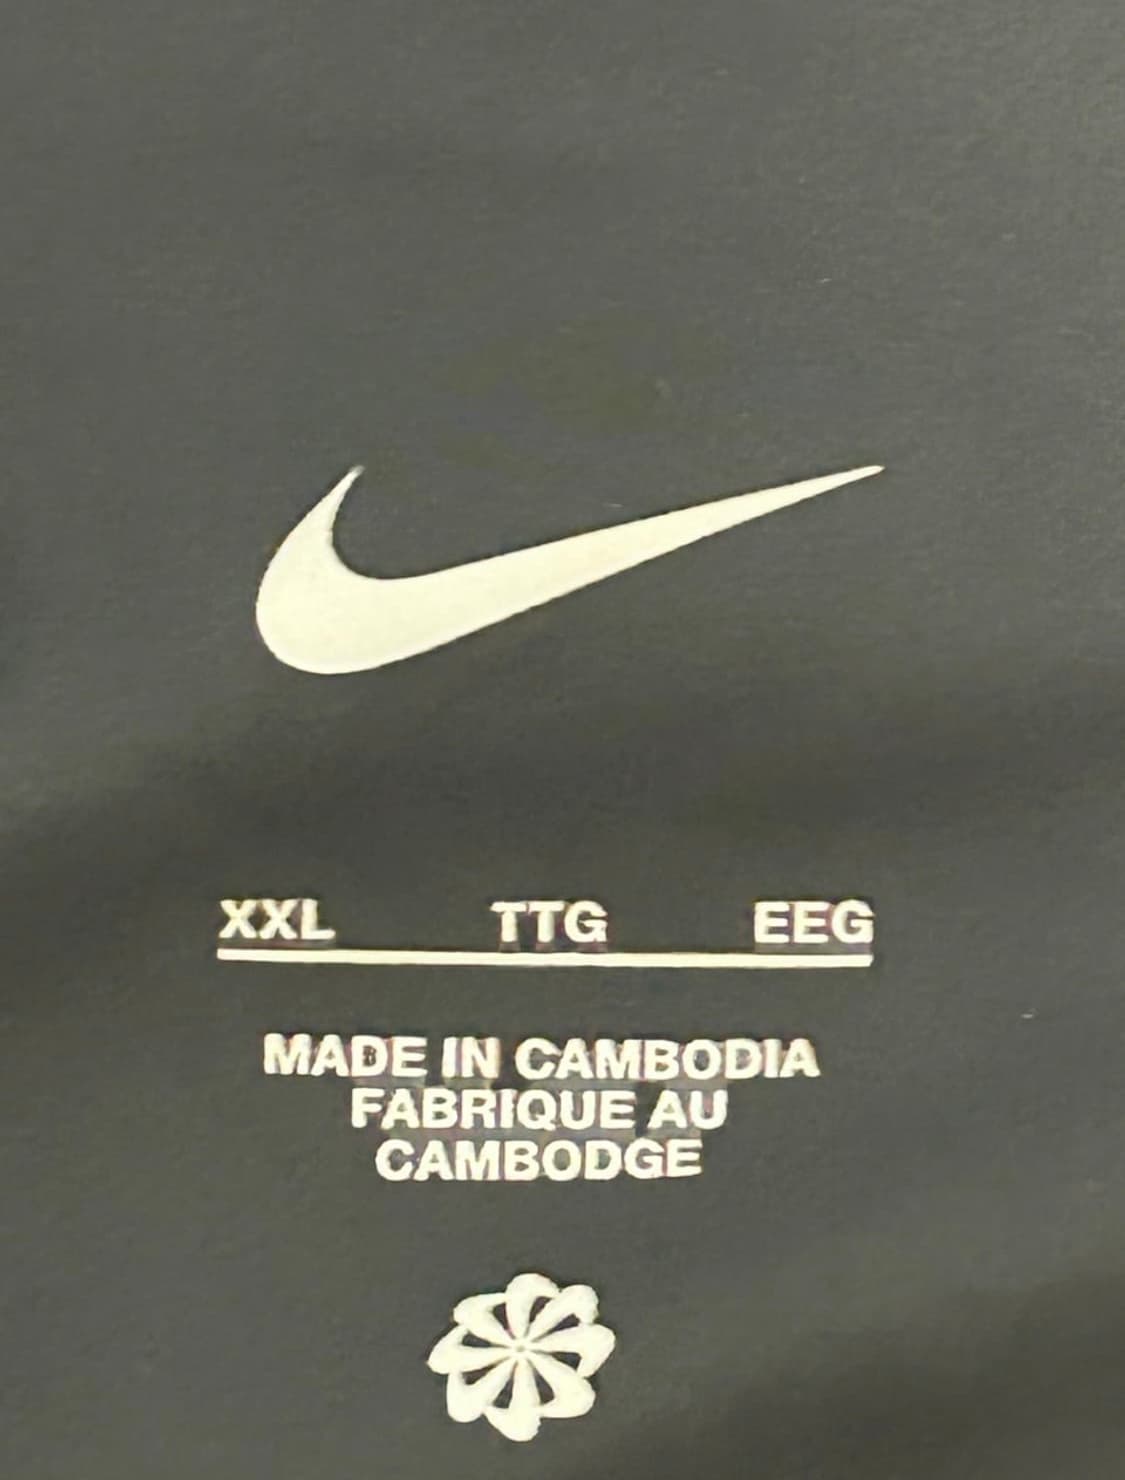 XXL TTG EEG
MADE IN CAMBODIA
FABRIQUE AU
CAMBODGE